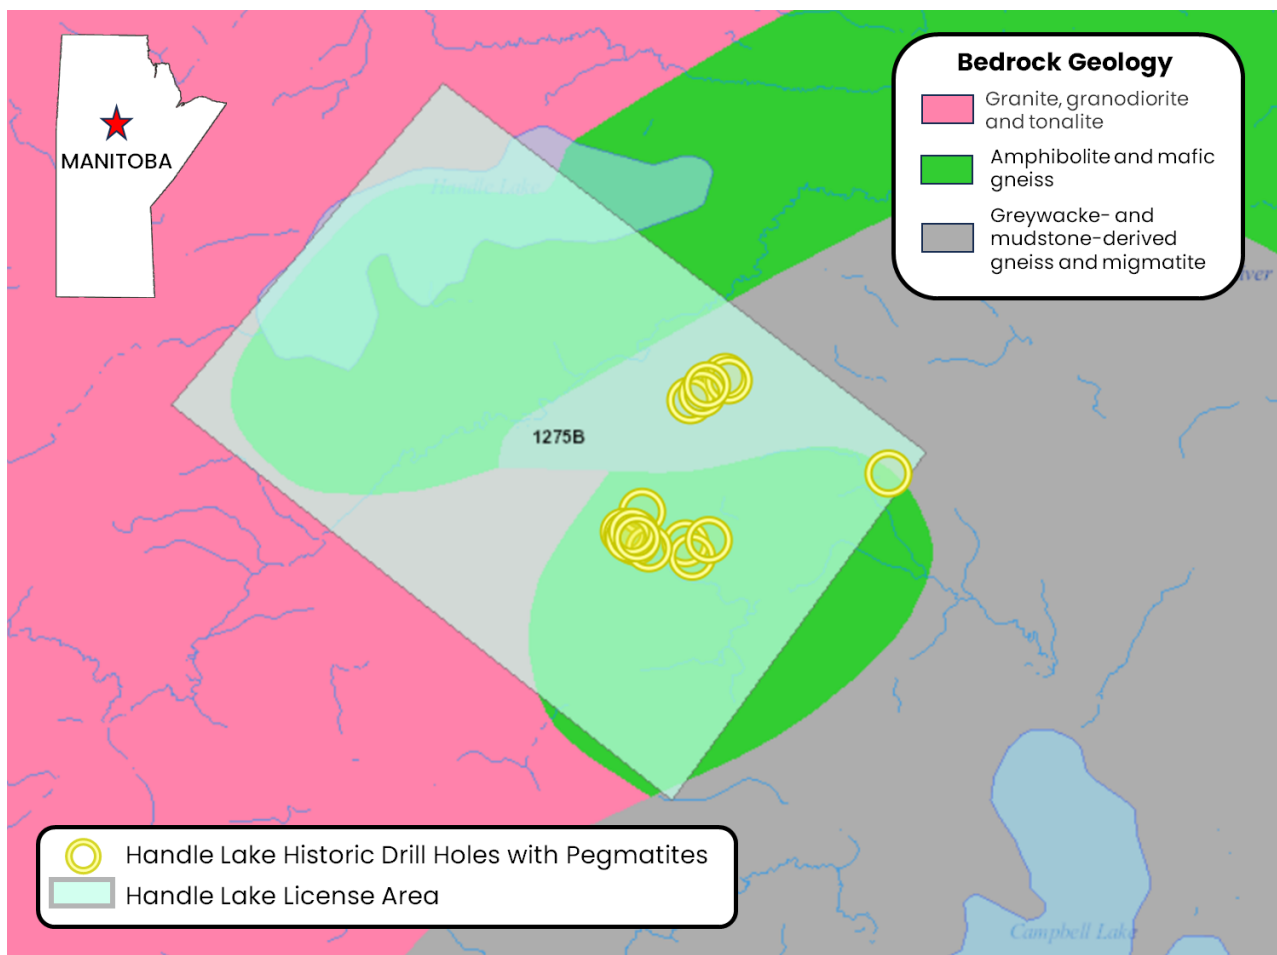 MANITOBA
Bedrock Geology
Granite, granodiorite
and tonalite
Amphibolite and mafic
gneiss
Greywacke- and
mudstone-derived
gneiss and migmatite
Handle Lake
1275B
Campbell Lake
Handle Lake Historic Drill Holes with Pegmatites
Handle Lake License Area